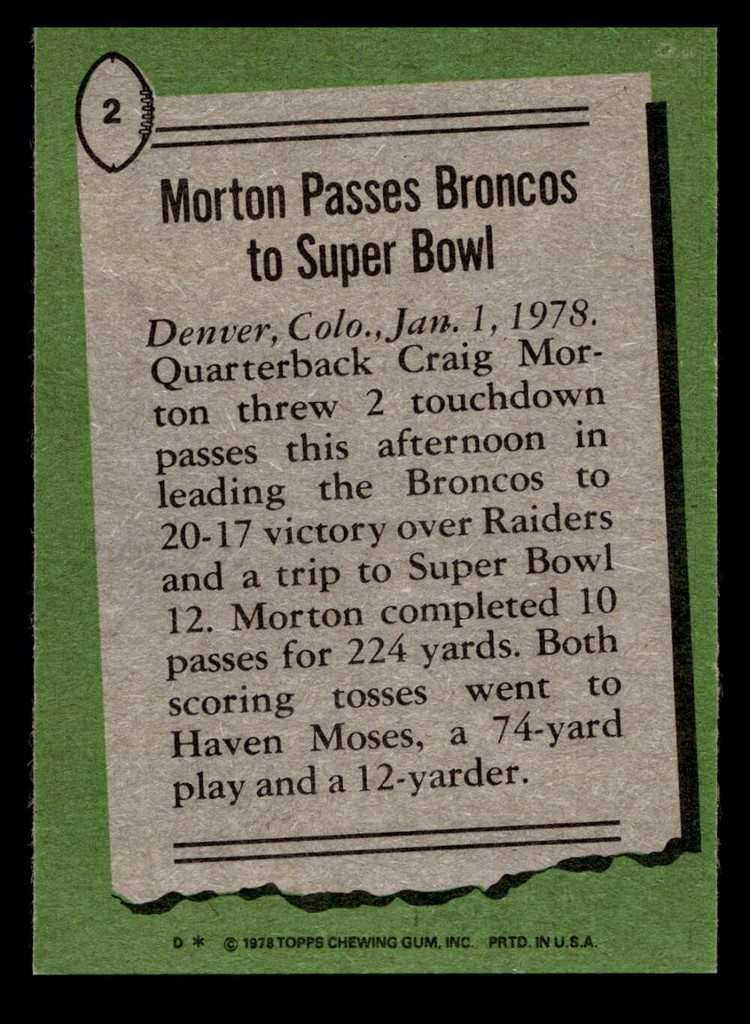 2
Morton Passes Broncos
to Super Bowl
Denver, Colo., Jan. 1, 1978.
Quarterback Craig Mor-
ton threw 2 touchdown
passes this afternoon in
leading the Broncos to
20-17 victory over Raiders
and a trip to Super Bowl
12. Morton completed 10
passes for 224 yards. Both
scoring tosses went to
Haven Moses, a 74-yard
play and a 12-yarder.
D * © 1978 TOPPS CHEWING GUM, INC. PRTD. IN U.S.A.